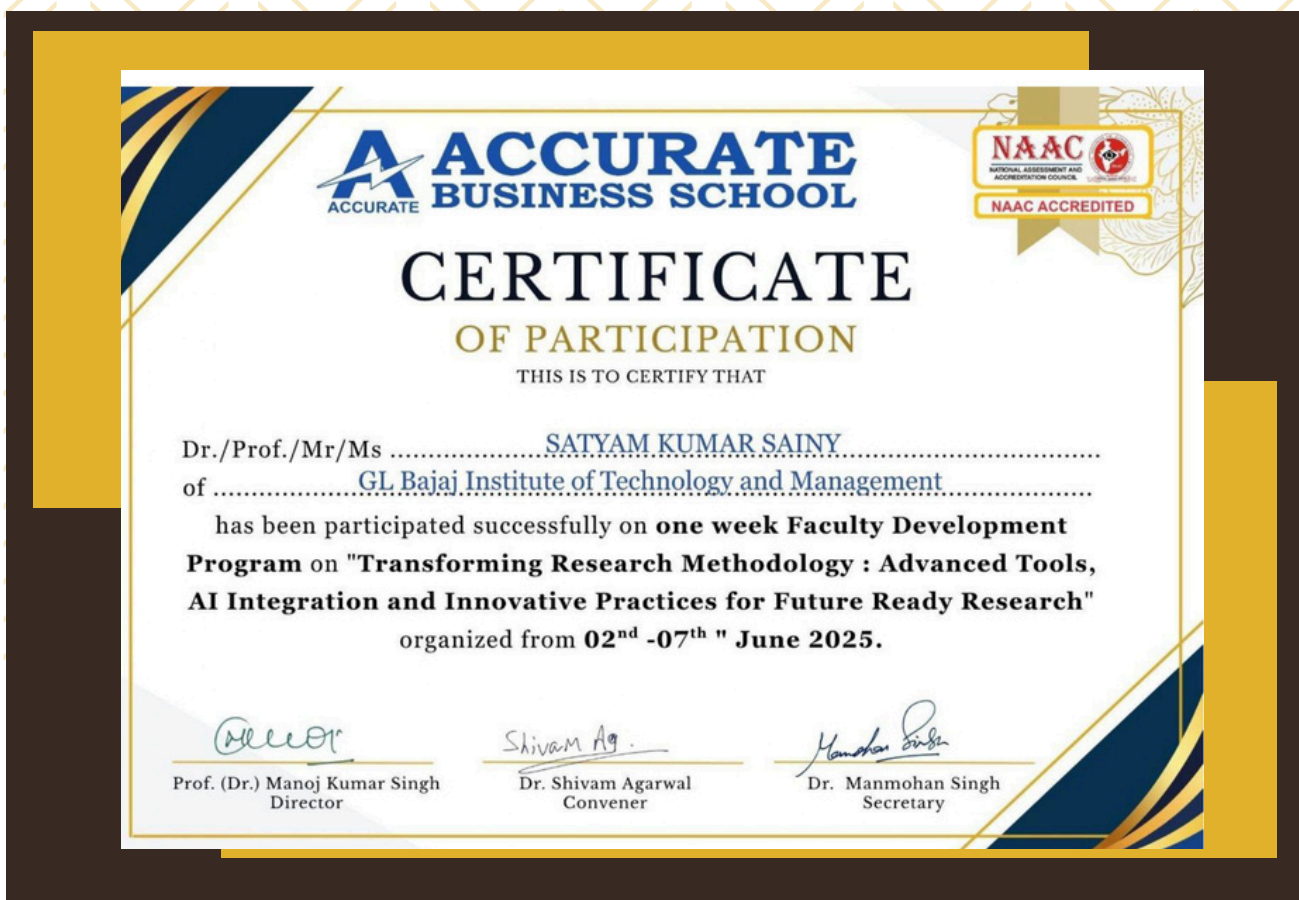 ACCURATE
ACCURATE
BUSINESS SCHOOL
NAAC
NATIONAL ASSESSMENT AND
ACCREDITATION COUNCIL
NAAC ACCREDITED
CERTIFICATE
OF PARTICIPATION
THIS IS TO CERTIFY THAT
Dr./Prof./Mr/Ms ..................... SATYAM KUMAR SAINY .....................
of ..................... GL Bajaj Institute of Technology and Management .....................
has been participated successfully on one week Faculty Development
Program on "Transforming Research Methodology : Advanced Tools,
AI Integration and Innovative Practices for Future Ready Research"
organized from 02nd -07th " June 2025.
Shivam Ag.
Manmohan Singh
Prof. (Dr.) Manoj Kumar Singh
Director
Dr. Shivam Agarwal
Convener
Dr. Manmohan Singh
Secretary